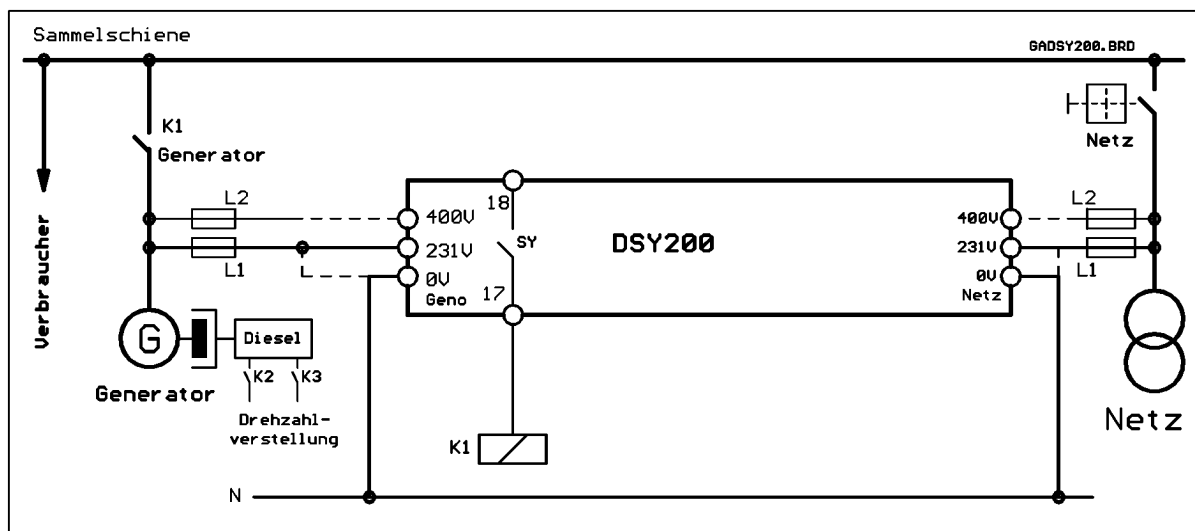 Sammelschiene
GADSY200.BRD
K1
Generator
Netz
Verbraucher
L2
400V
18
400V
L2
L1
231V
SY
DSY200
231V
L1
0V
Geno
17
0V
Netz
G
Diesel
K2
K3
Generator
Drehzahl-
verstellung
K1
Netz
N